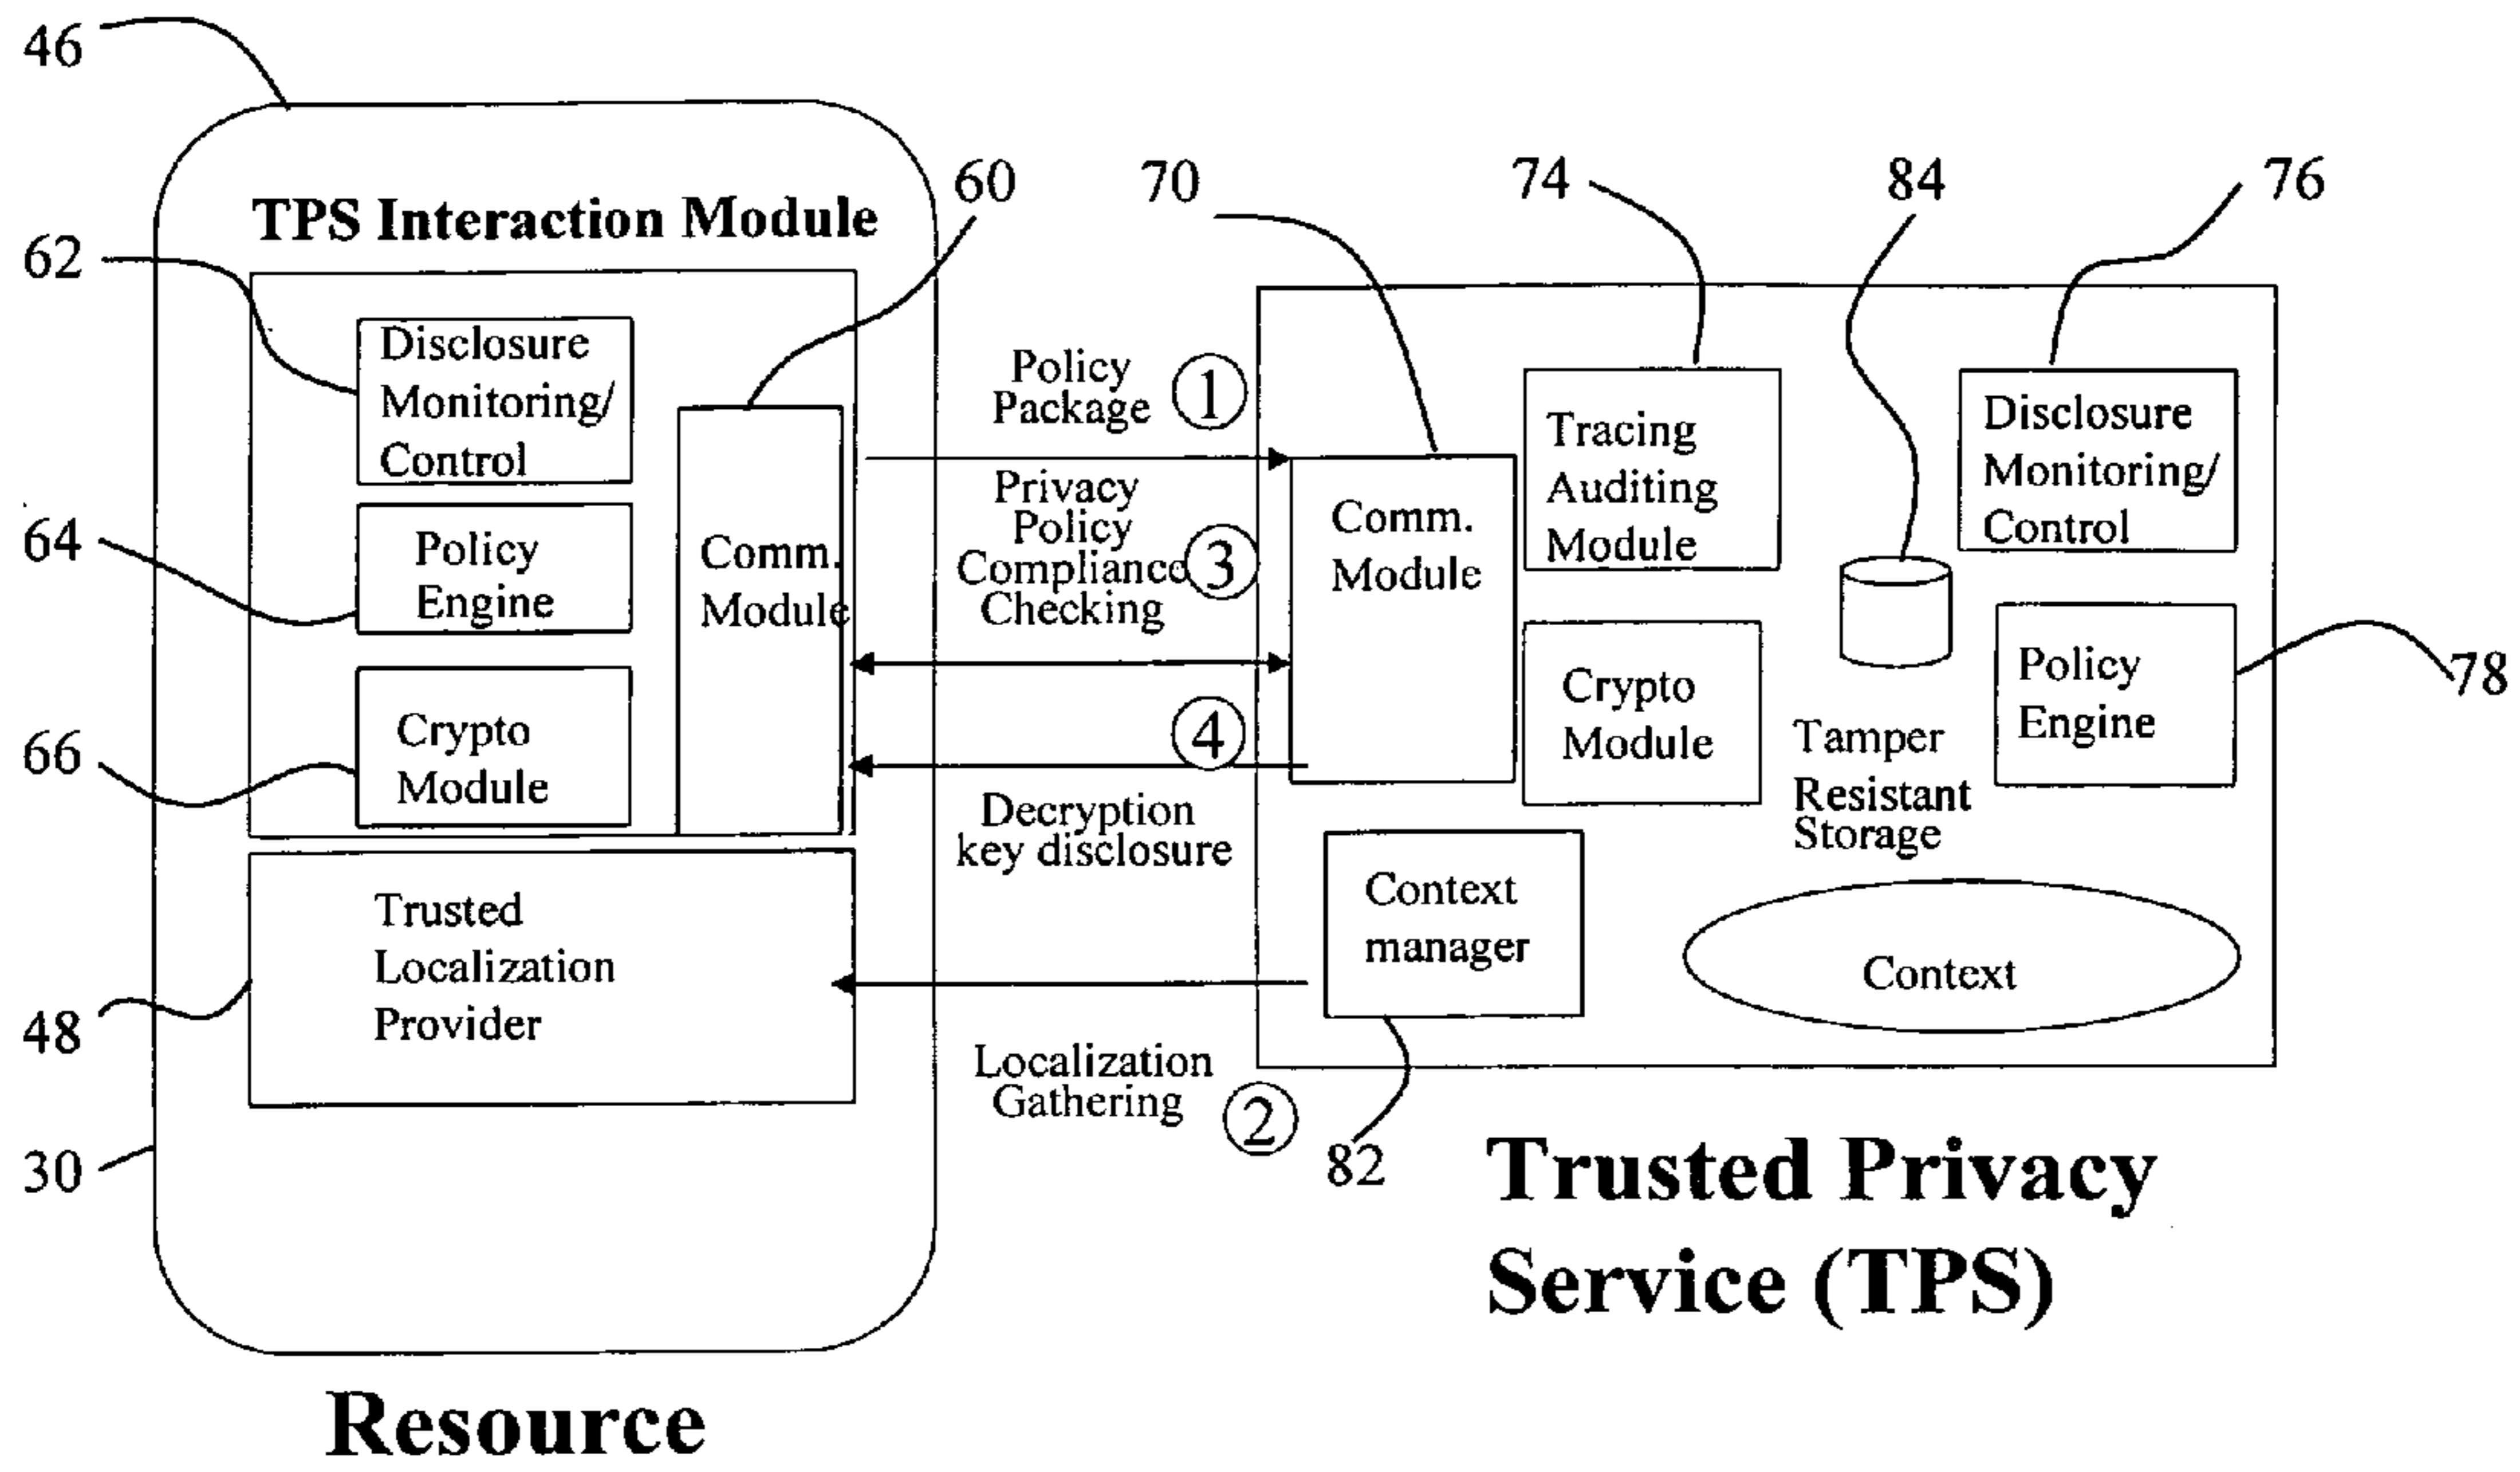 46
TPS Interaction Module
60
70
74
84
76
62
Disclosure
Monitoring/
Control
64
Policy
Engine
Comm.
Module
66
Crypto
Module
48
Trusted
Localization
Provider
30
Resource
Policy
Package
1
Privacy
Policy
Compliance
Checking
3
4
Decryption
key disclosure
Localization
Gathering
2
Comm.
Module
Tracing
Auditing
Module
Disclosure
Monitoring/
Control
Crypto
Module
Tamper
Resistant
Storage
Policy
Engine
78
Context
manager
Context
82
Trusted Privacy
Service (TPS)